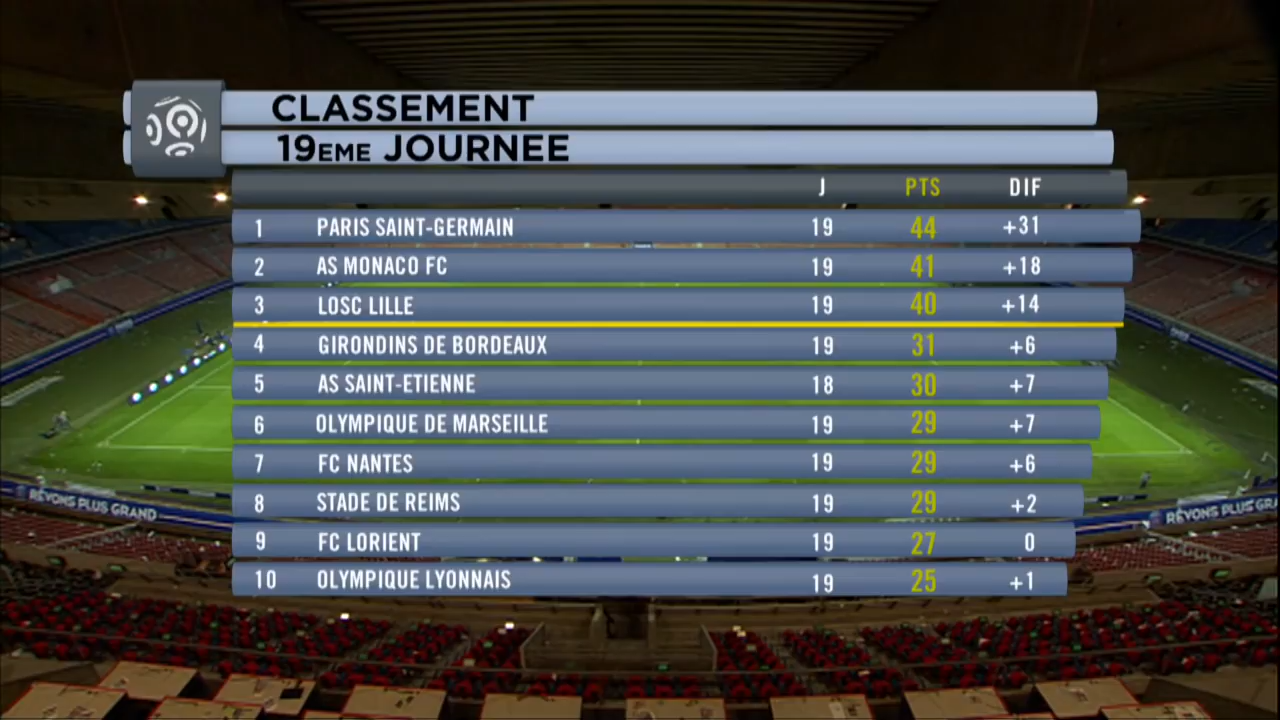 CLASSEMENT
19EME JOURNEE
J PTS DIF
1 PARIS SAINT-GERMAIN 19 44 +31
2 AS MONACO FC 19 41 +18
3 LOSC LILLE 19 40 +14
4 GIRONDINS DE BORDEAUX 19 31 +6
5 AS SAINT-ETIENNE 18 30 +7
6 OLYMPIQUE DE MARSEILLE 19 29 +7
7 FC NANTES 19 29 +6
8 STADE DE REIMS 19 29 +2
9 FC LORIENT 19 27 0
10 OLYMPIQUE LYONNAIS 19 25 +1
RÊVONS PLUS GRAND
RÊVONS PLUS GRA